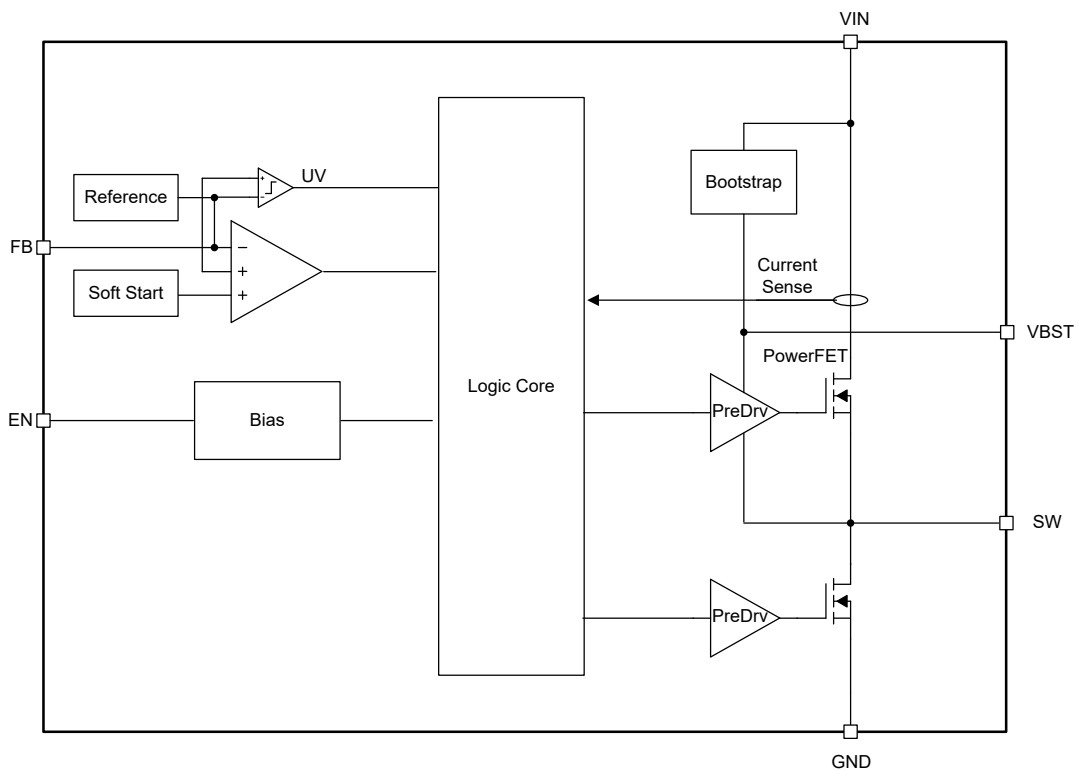 VIN
UV
Reference
Bootstrap
FB
Current
Sense
Soft Start
VBST
PowerFET
Logic Core
PreDrv
EN
Bias
SW
PreDrv
GND